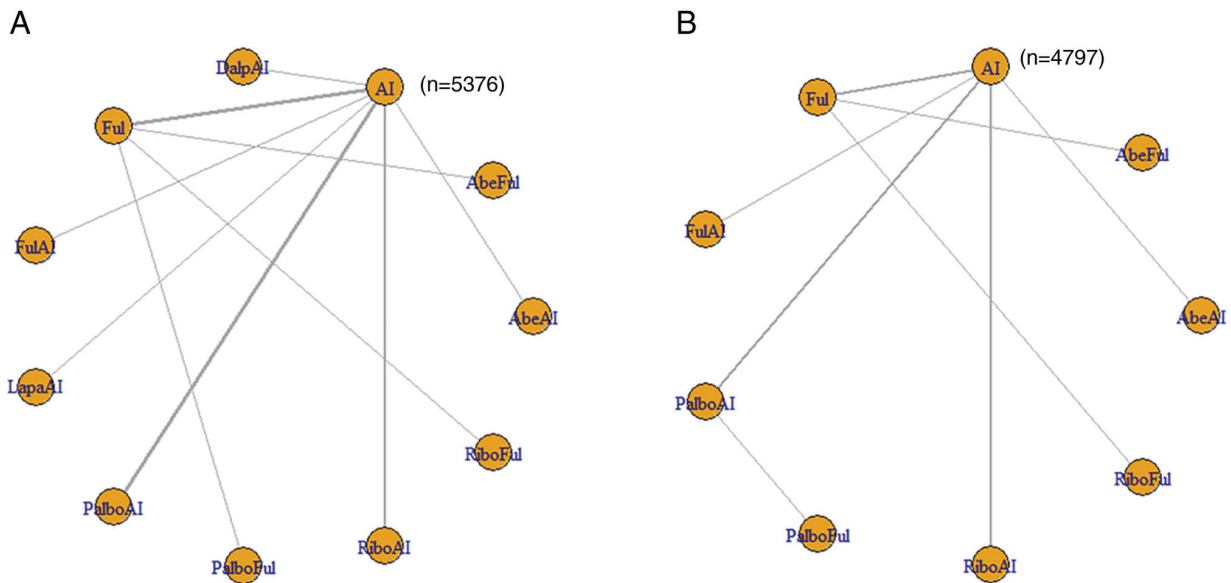 A
DalpAI
AI
(n=5376)
Ful
AbeFul
FulAI
AbeAI
LapaAI
RiboFul
PalboAI
RiboAI
PalboFul
B
AI
(n=4797)
Ful
AbeFul
FulAI
AbeAI
PalboAI
RiboFul
PalboFul
RiboAI